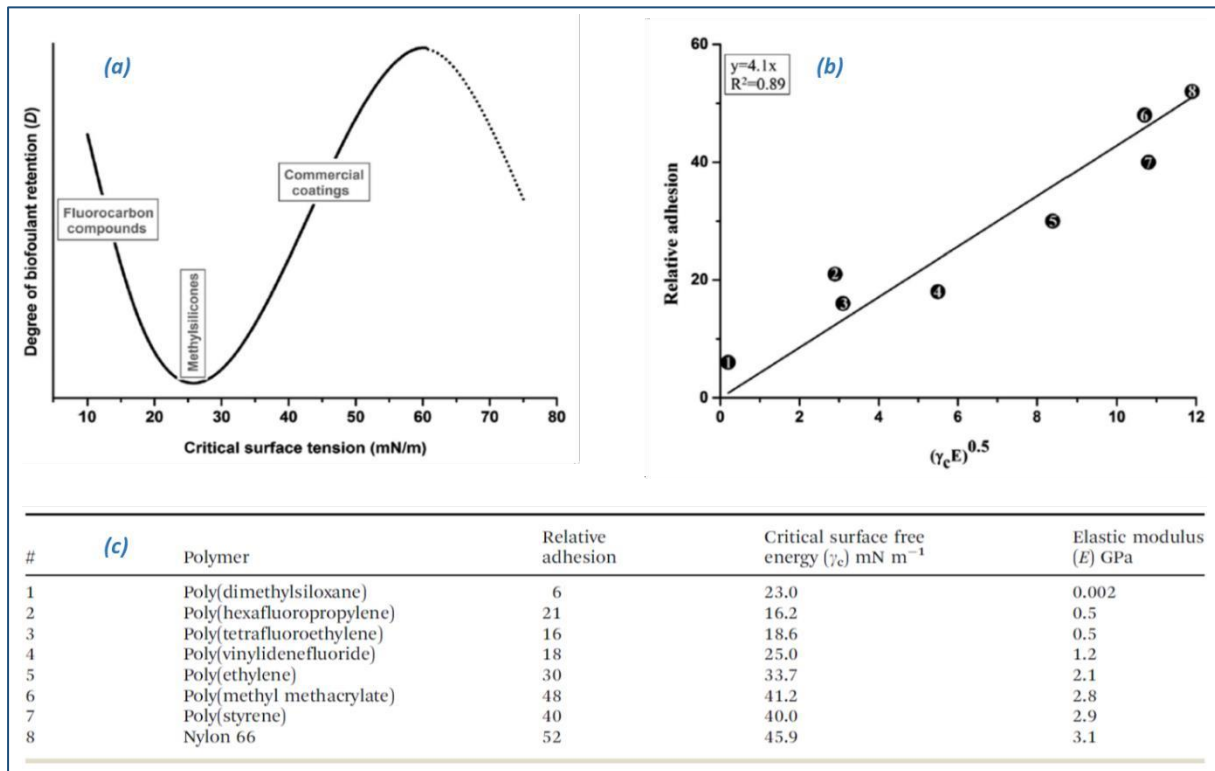 (a)
Degree of biofoulant retention (D)
Fluorocarbon
compounds
Methylsilicones
Commercial
coatings
10 20 30 40 50 60 70 80
Critical surface tension (mN/m)
(b)
y=4.1x
R²=0.89
Relative adhesion
60
40
20
0
1
2
3
4
5
6
7
8
0 2 4 6 8 10 12
(γcE)^0.5
(c)
# Polymer Relative adhesion Critical surface free energy (γc) mN m−1 Elastic modulus (E) GPa
1 Poly(dimethylsiloxane) 6 23.0 0.002
2 Poly(hexafluoropropylene) 21 16.2 0.5
3 Poly(tetrafluoroethylene) 16 18.6 0.5
4 Poly(vinylidenefluoride) 18 25.0 1.2
5 Poly(ethylene) 30 33.7 2.1
6 Poly(methyl methacrylate) 48 41.2 2.8
7 Poly(styrene) 40 40.0 2.9
8 Nylon 66 52 45.9 3.1